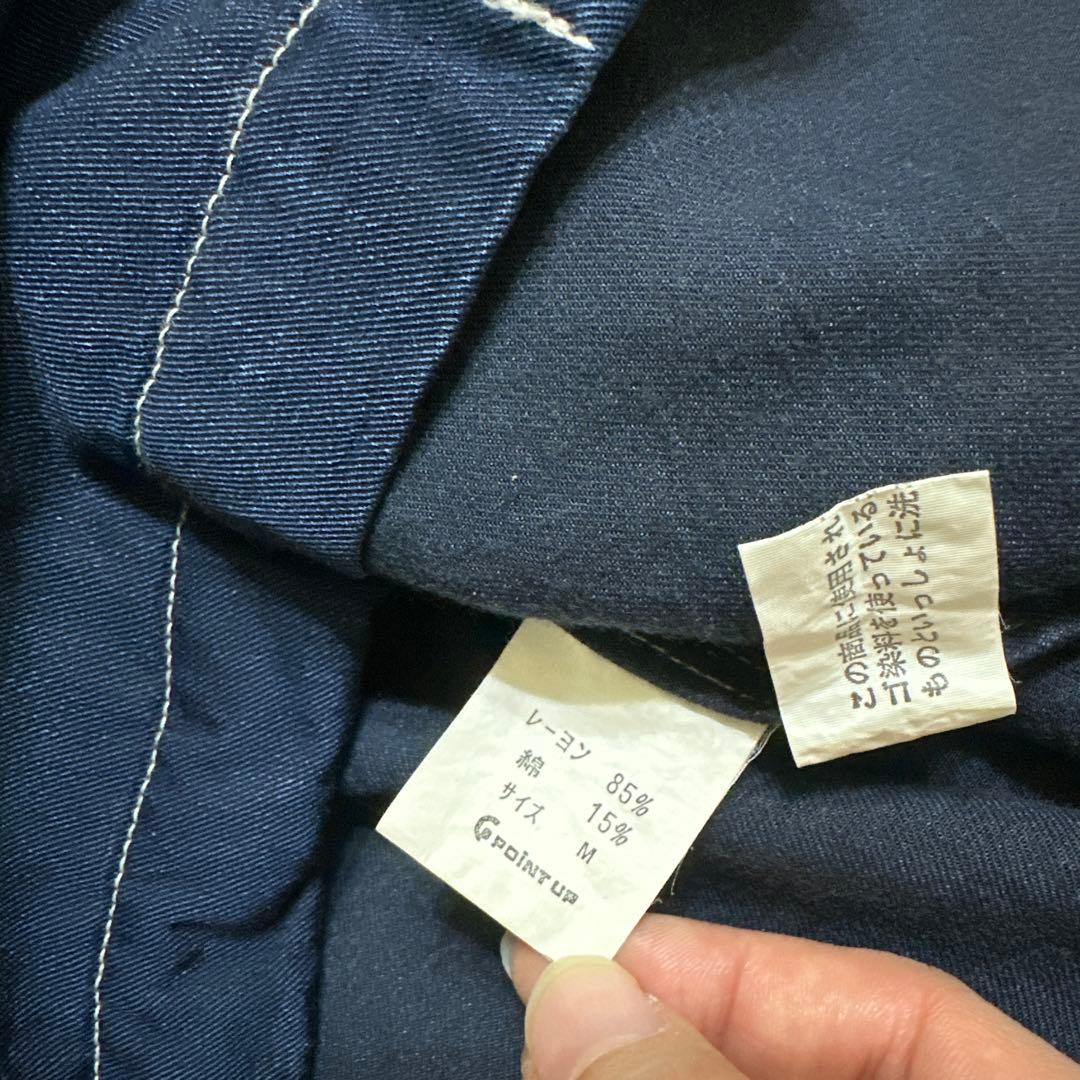 レーヨン 85%
綿 15%
サイズ M
POINT UP
この商品に使用され
ゴ染料を使っている
ものといっしょに洗